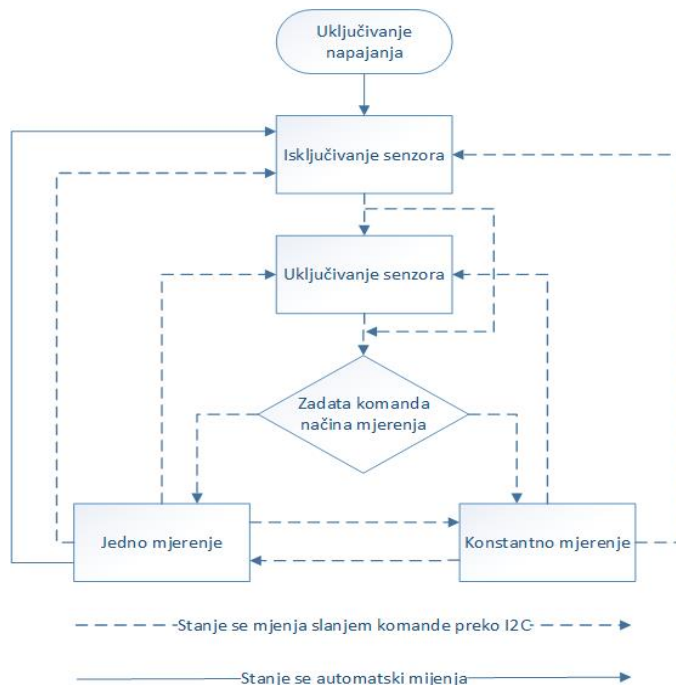 Uključivanje
napajanja
Isključivanje senzora
Uključivanje senzora
Zadata komanda
načina mjerenja
Jedno mjerenje
Konstantno mjerenje
Stanje se mjenja slanjem komande preko I2C
Stanje se automatski mijenja